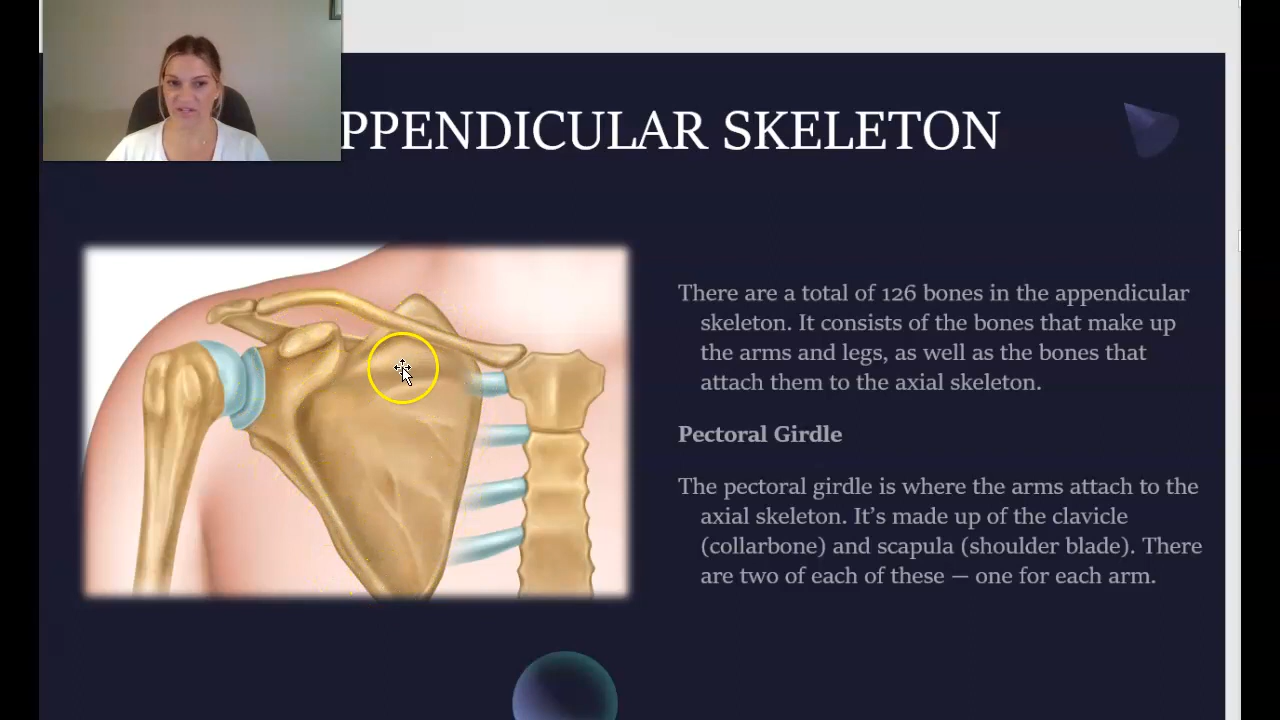 PPENDICULAR SKELETON
There are a total of 126 bones in the appendicular
skeleton. It consists of the bones that make up
the arms and legs, as well as the bones that
attach them to the axial skeleton.
Pectoral Girdle
The pectoral girdle is where the arms attach to the
axial skeleton. It’s made up of the clavicle
(collarbone) and scapula (shoulder blade). There
are two of each of these — one for each arm.